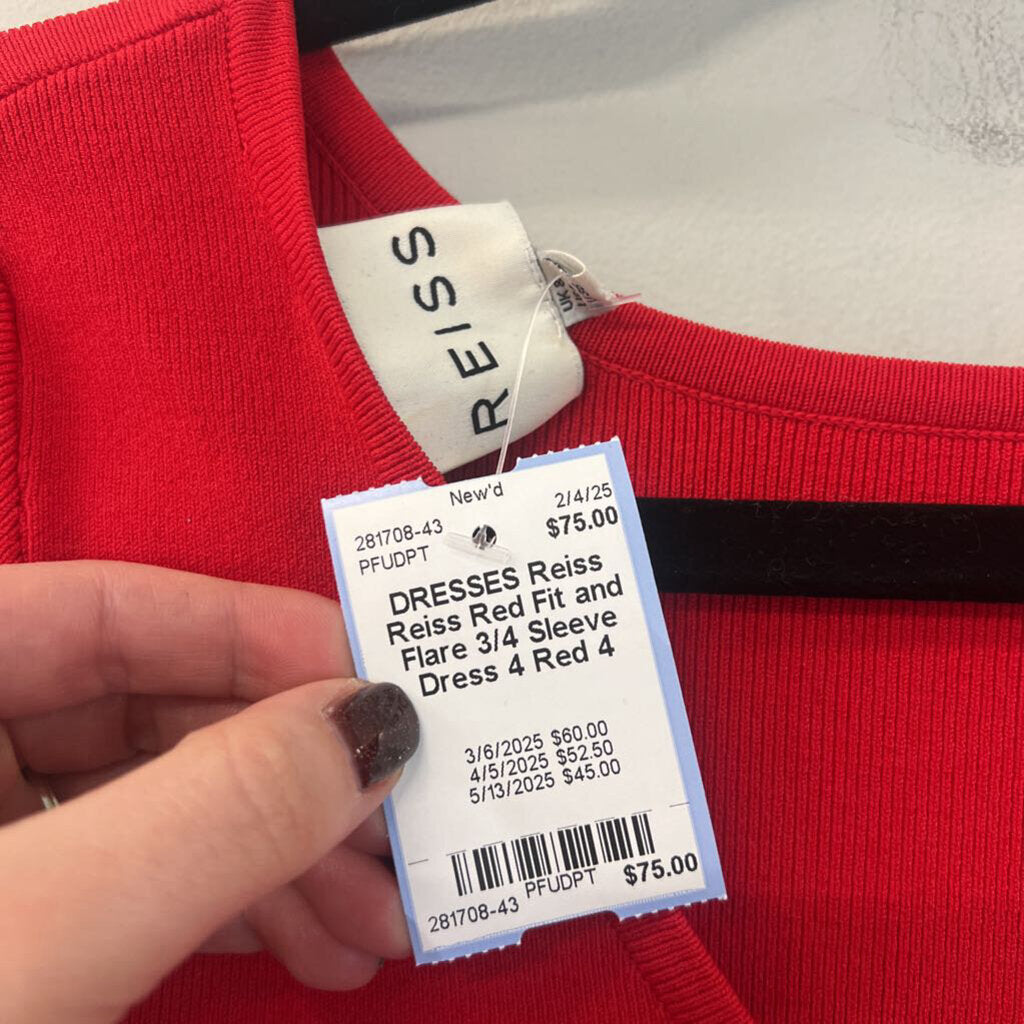 REISS
UK &
New'd
2/4/25
281708-43
$75.00
PFUDPT
DRESSES Reiss
Reiss Red Fit and
Flare 3/4 Sleeve
Dress 4 Red 4
3/6/2025 $60.00
4/5/2025 $52.50
5/13/2025 $45.00
PFUDPT
$75.00
281708-43